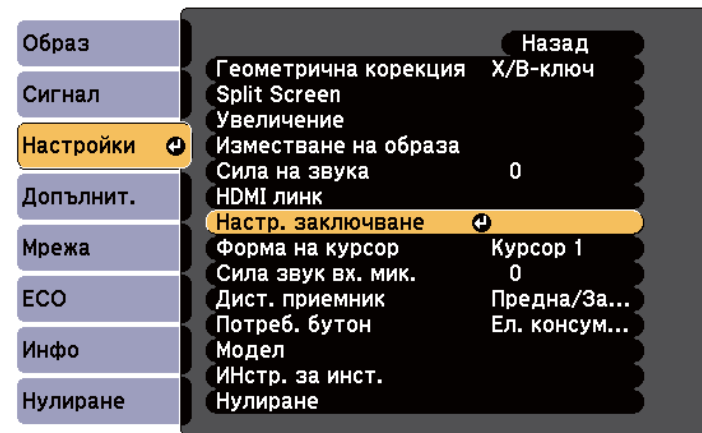 Образ
Сигнал
Настройки
Допълнит.
Мрежа
ECO
Инфо
Нулиране
Назад
Геометрична корекция Х/В-ключ
Split Screen
Увеличение
Изместване на образа
Сила на звука 0
HDMI линк
Настр. заключване
Форма на курсор Курсор 1
Сила звук вх. мик. 0
Дист. приемник Предна/За...
Потреб. бутон Ел. консум...
Модел
ИНстр. за инст.
Нулиране